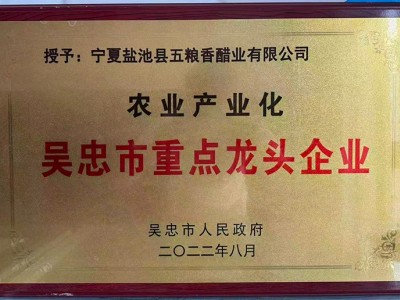 授予：宁夏盐池县五粮香醋业有限公司
农业产业化
吴忠市重点龙头企业
吴忠市人民政府
二〇二二年八月